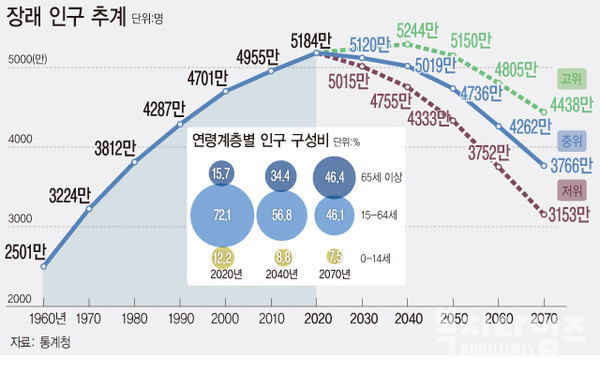 장래 인구 추계 단위:명
5000(만)
4000
3000
2000
2501만
3224만
3812만
4287만
4701만
4955만
5184만
5120만
5019만
4736만
4262만
3766만
5244만
5150만
4805만
4438만
5015만
4755만
4333만
3752만
3153만
고위
중위
저위
연령계층별 인구 구성비 단위:%
15.7 34.4 46.4 65세 이상
72.1 56.8 46.1 15-64세
12.2 8.8 7.5 0-14세
2020년 2040년 2070년
1960년 1970 1980 1990 2000 2010 2020 2030 2040 2050 2060 2070
자료: 통계청
복지타임즈
BOKJITIMES